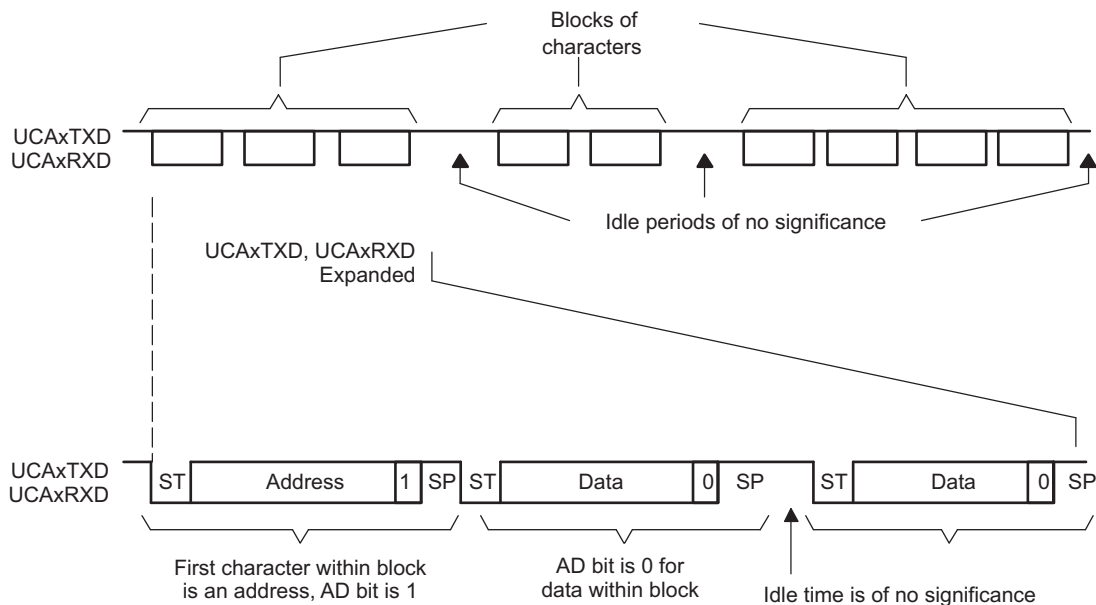 Blocks of
characters
UCAxTXD
UCAxRXD
Idle periods of no significance
UCAxTXD, UCAxRXD
Expanded
UCAxTXD
UCAxRXD
ST Address 1 SP ST Data 0 SP ST Data 0 SP
First character within block
is an address, AD bit is 1
AD bit is 0 for
data within block
Idle time is of no significance